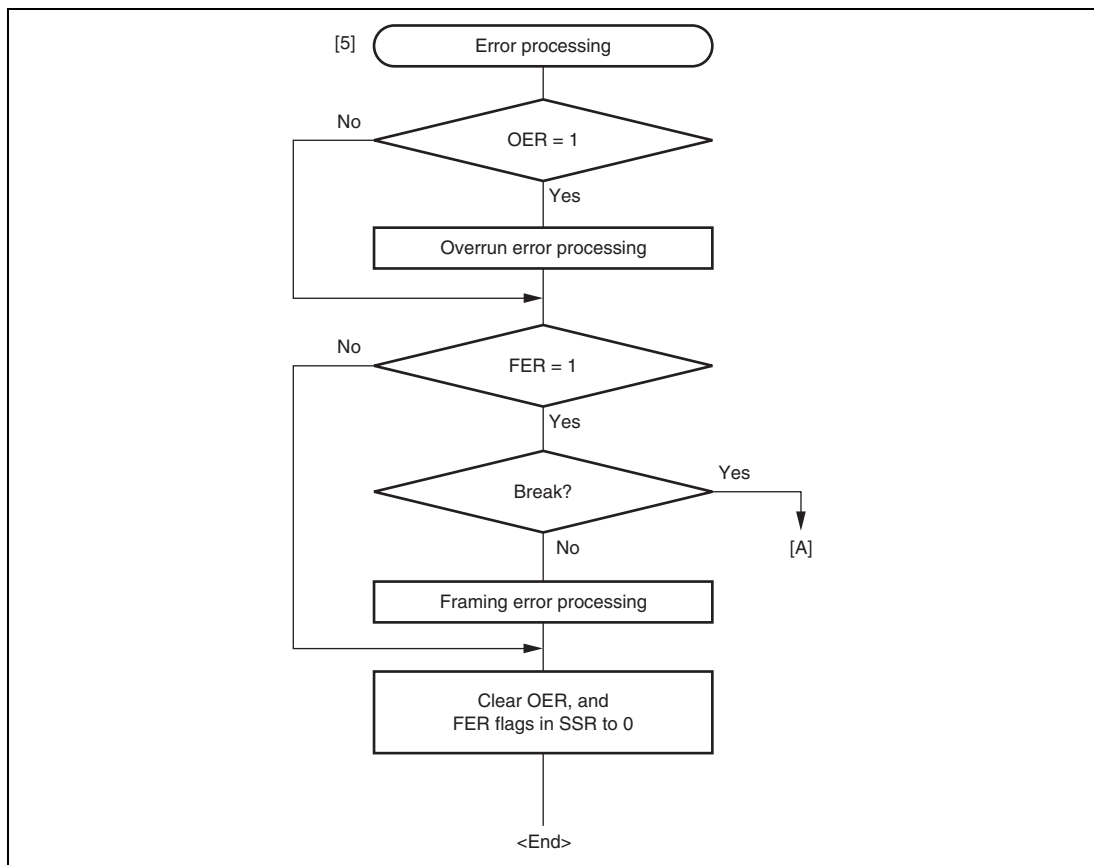 [5]
Error processing
No
OER = 1
Yes
Overrun error processing
No
FER = 1
Yes
Yes
Break?
No
[A]
Framing error processing
Clear OER, and
FER flags in SSR to 0
<End>